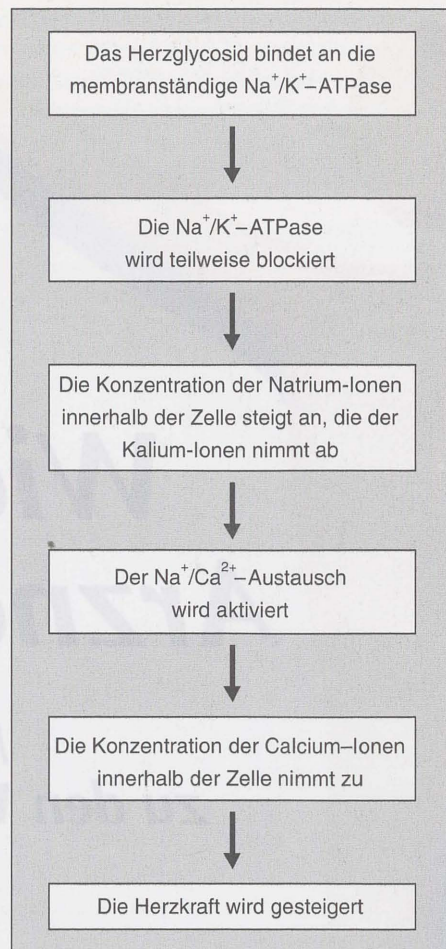 Das Herzglycosid bindet an die
membranständige Na⁺/K⁺–ATPase
Die Na⁺/K⁺–ATPase
wird teilweise blockiert
Die Konzentration der Natrium-Ionen
innerhalb der Zelle steigt an, die der
Kalium-Ionen nimmt ab
Der Na⁺/Ca²⁺–Austausch
wird aktiviert
Die Konzentration der Calcium–Ionen
innerhalb der Zelle nimmt zu
Die Herzkraft wird gesteigert